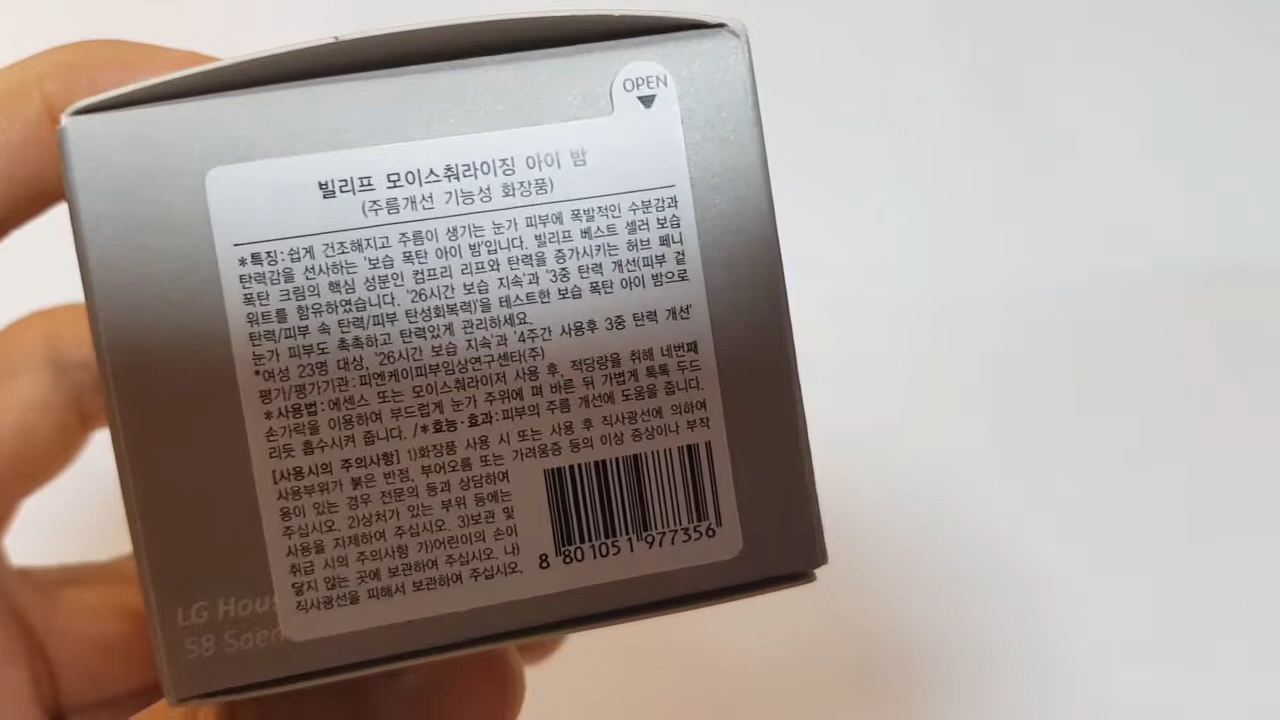 OPEN
빌리프 모이스춰라이징 아이 밤
(주름개선 기능성 화장품)
*특징: 쉽게 건조해지고 주름이 생기는 눈가 피부에 폭발적인 수분감과
탄력감을 선사하는 '보습 폭탄 아이 밤'입니다. 빌리프 베스트 셀러 보습
폭탄 크림의 핵심 성분인 컴프리 리프와 탄력을 증가시키는 허브 페니
워트를 함유하였습니다. '26시간 보습 지속'과 '3중 탄력 개선(피부 겉
탄력/피부 속 탄력/피부 탄성회복력)'을 테스트한 보습 폭탄 아이 밤으로
눈가 피부도 촉촉하고 탄력있게 관리하세요.
*여성 23명 대상, '26시간 보습 지속'과 '4주간 사용후 3중 탄력 개선'
평가/평가기관: 피엔케이피부임상연구센타(주)
*사용법: 에센스 또는 모이스춰라이저 사용 후, 적당량을 취해 네번째
손가락을 이용하여 부드럽게 눈가 주위에 펴 바른 뒤 가볍게 톡톡 두드
리듯 흡수시켜 줍니다. /*효능·효과: 피부의 주름 개선에 도움을 줍니다.
[사용시의 주의사항] 1)화장품 사용 시 또는 사용 후 직사광선에 의하여
사용부위가 붉은 반점, 부어오름 또는 가려움증 등의 이상 증상이나 부작
용이 있는 경우 전문의 등과 상담하여
주십시오. 2)상처가 있는 부위 등에는
사용을 자제하여 주십시오. 3)보관 및
취급 시의 주의사항 가)어린이의 손이
닿지 않는 곳에 보관하여 주십시오. 나)
직사광선을 피해서 보관하여 주십시오.
8 801051 977356
LG
58